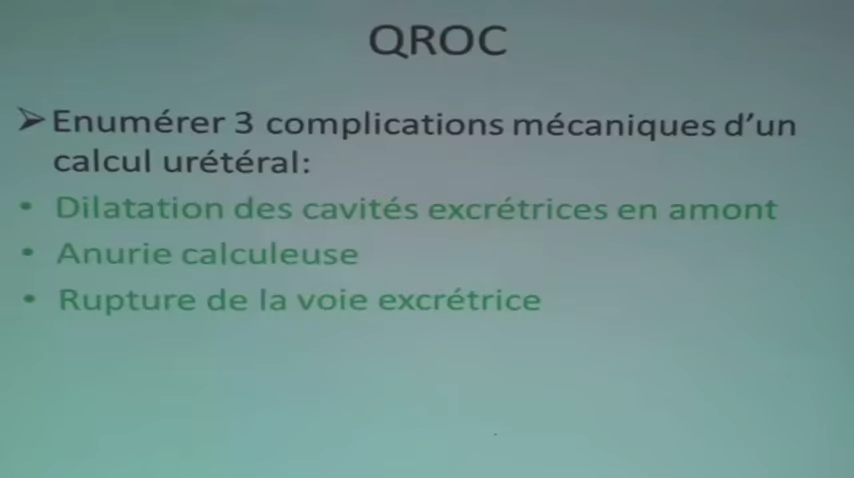 QROC
➤Enumérer 3 complications mécaniques d'un
calcul urétéral:
• Dilatation des cavités excrétrices en amont
• Anurie calculeuse
• Rupture de la voie excrétrice